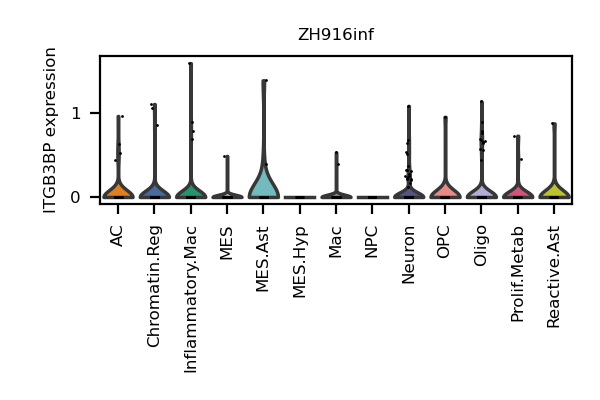 ZH916inf
ITGB3BP expression
1
0
AC
Chromatin.Reg
Inflammatory.Mac
MES
MES.Ast
MES.Hyp
Mac
NPC
Neuron
OPC
Oligo
Prolif.Metab
Reactive.Ast